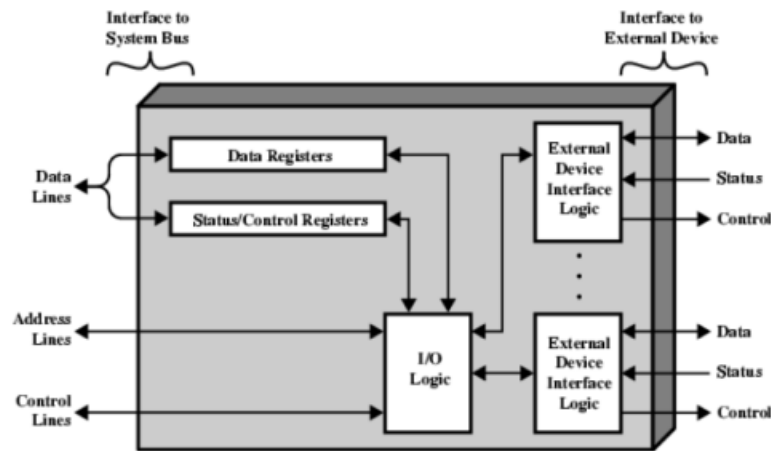 Interface to
System Bus
Interface to
External Device
Data
Lines
Data Registers
Status/Control Registers
External
Device
Interface
Logic
Data
Status
Control
Address
Lines
I/O
Logic
External
Device
Interface
Logic
Data
Status
Control
Control
Lines